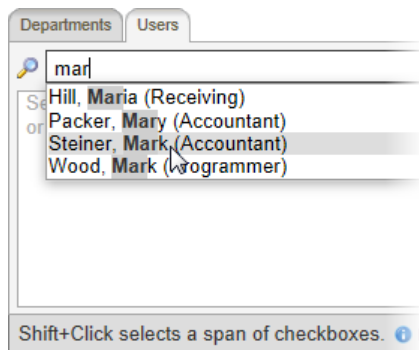 Departments Users
mar
Hill, Maria (Receiving)
Packer, Mary (Accountant)
Steiner, Mark (Accountant)
Wood, Mark (Programmer)
or
Shift+Click selects a span of checkboxes.